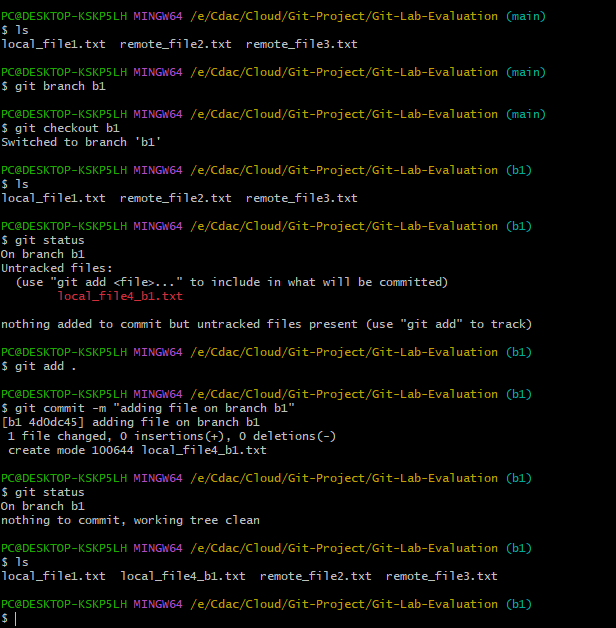 PC@DESKTOP-KSKP5LH MINGW64 /e/Cdac/Cloud/Git-Project/Git-Lab-Evaluation (main)
$ ls
local_file1.txt  remote_file2.txt  remote_file3.txt

PC@DESKTOP-KSKP5LH MINGW64 /e/Cdac/Cloud/Git-Project/Git-Lab-Evaluation (main)
$ git branch b1

PC@DESKTOP-KSKP5LH MINGW64 /e/Cdac/Cloud/Git-Project/Git-Lab-Evaluation (main)
$ git checkout b1
Switched to branch 'b1'

PC@DESKTOP-KSKP5LH MINGW64 /e/Cdac/Cloud/Git-Project/Git-Lab-Evaluation (b1)
$ ls
local_file1.txt  remote_file2.txt  remote_file3.txt

PC@DESKTOP-KSKP5LH MINGW64 /e/Cdac/Cloud/Git-Project/Git-Lab-Evaluation (b1)
$ git status
On branch b1
Untracked files:
  (use "git add <file>..." to include in what will be committed)
        local_file4_b1.txt

nothing added to commit but untracked files present (use "git add" to track)

PC@DESKTOP-KSKP5LH MINGW64 /e/Cdac/Cloud/Git-Project/Git-Lab-Evaluation (b1)
$ git add .

PC@DESKTOP-KSKP5LH MINGW64 /e/Cdac/Cloud/Git-Project/Git-Lab-Evaluation (b1)
$ git commit -m "adding file on branch b1"
[b1 4d0dc45] adding file on branch b1
 1 file changed, 0 insertions(+), 0 deletions(-)
 create mode 100644 local_file4_b1.txt

PC@DESKTOP-KSKP5LH MINGW64 /e/Cdac/Cloud/Git-Project/Git-Lab-Evaluation (b1)
$ git status
On branch b1
nothing to commit, working tree clean

PC@DESKTOP-KSKP5LH MINGW64 /e/Cdac/Cloud/Git-Project/Git-Lab-Evaluation (b1)
$ ls
local_file1.txt  local_file4_b1.txt  remote_file2.txt  remote_file3.txt

PC@DESKTOP-KSKP5LH MINGW64 /e/Cdac/Cloud/Git-Project/Git-Lab-Evaluation (b1)
$